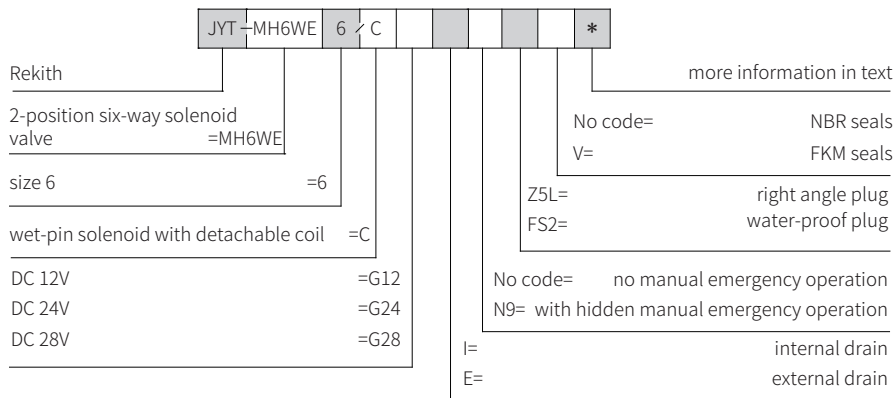 JYT -MH6WE 6 / C *
Rekith
more information in text
2-position six-way solenoid
valve =MH6WE
No code= NBR seals
V= FKM seals
size 6 =6
Z5L= right angle plug
FS2= water-proof plug
wet-pin solenoid with detachable coil =C
DC 12V =G12
DC 24V =G24
DC 28V =G28
No code= no manual emergency operation
N9= with hidden manual emergency operation
I= internal drain
E= external drain